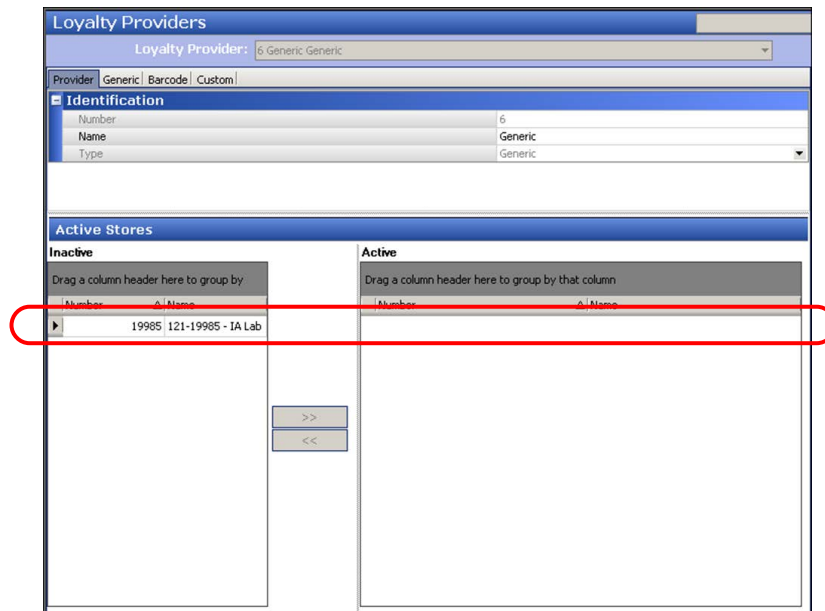 Loyalty Providers
Loyalty Provider: 6 Generic Generic
Provider Generic Barcode Custom
Identification
Number 6
Name Generic
Type Generic
Active Stores
Inactive Active
Drag a column header here to group by Drag a column header here to group by that column
Number Name Number Name
19985 121-19985 - IA Lab
>>
<<